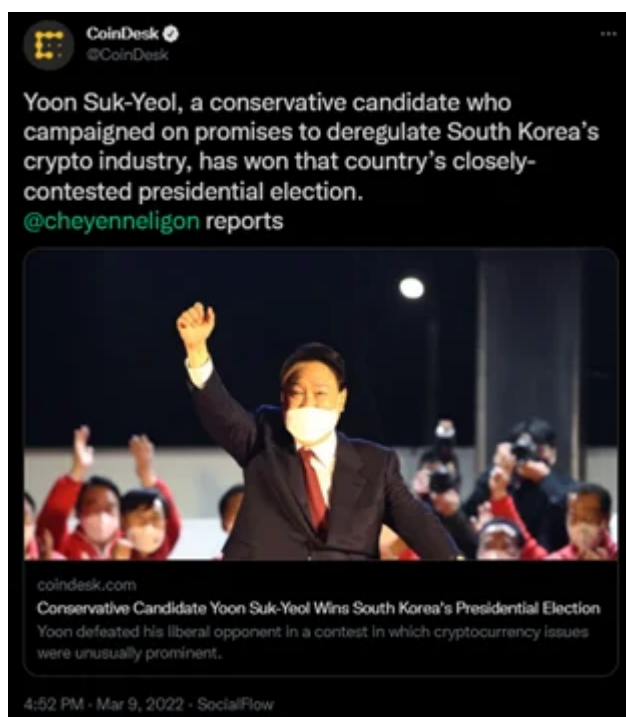 CoinDesk
@CoinDesk
Yoon Suk-Yeol, a conservative candidate who
campaigned on promises to deregulate South Korea's
crypto industry, has won that country's closely-
contested presidential election.
@cheyenneligon reports
coindesk.com
Conservative Candidate Yoon Suk-Yeol Wins South Korea's Presidential Election
Yoon defeated his liberal opponent in a contest in which cryptocurrency issues
were unusually prominent.
4:52 PM · Mar 9, 2022 · SocialFlow